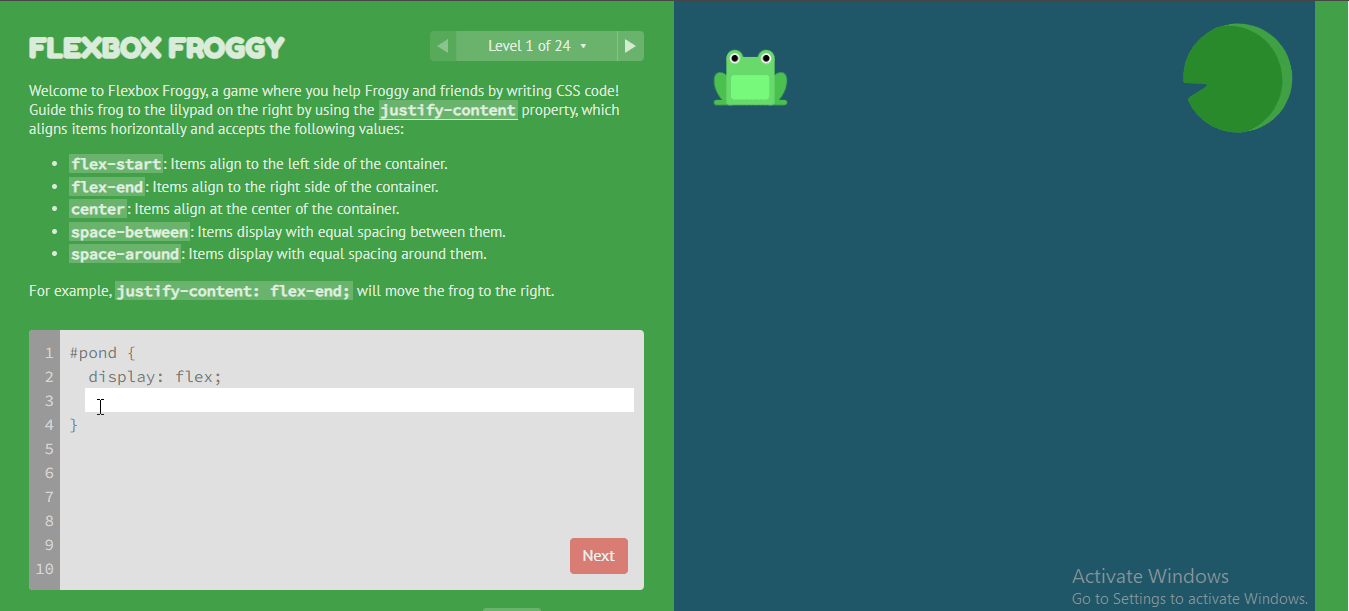 FLEXBOX FROGGY
Level 1 of 24
Welcome to Flexbox Froggy, a game where you help Froggy and friends by writing CSS code!
Guide this frog to the lilypad on the right by using the justify-content property, which
aligns items horizontally and accepts the following values:
• flex-start: Items align to the left side of the container.
• flex-end: Items align to the right side of the container.
• center: Items align at the center of the container.
• space-between: Items display with equal spacing between them.
• space-around: Items display with equal spacing around them.
For example, justify-content: flex-end; will move the frog to the right.
1 #pond {
2 display: flex;
3
4 }
5
6
7
8
9
10
Next
Activate Windows
Go to Settings to activate Windows.